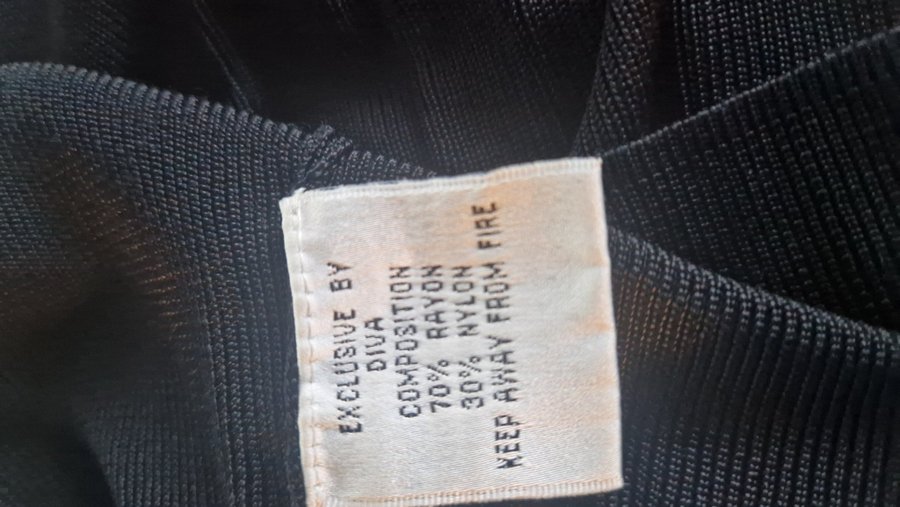 EXCLUSIVE BY
DIVA
COMPOSITION
70% RAYON
30% NYLON
KEEP AWAY FROM FIRE